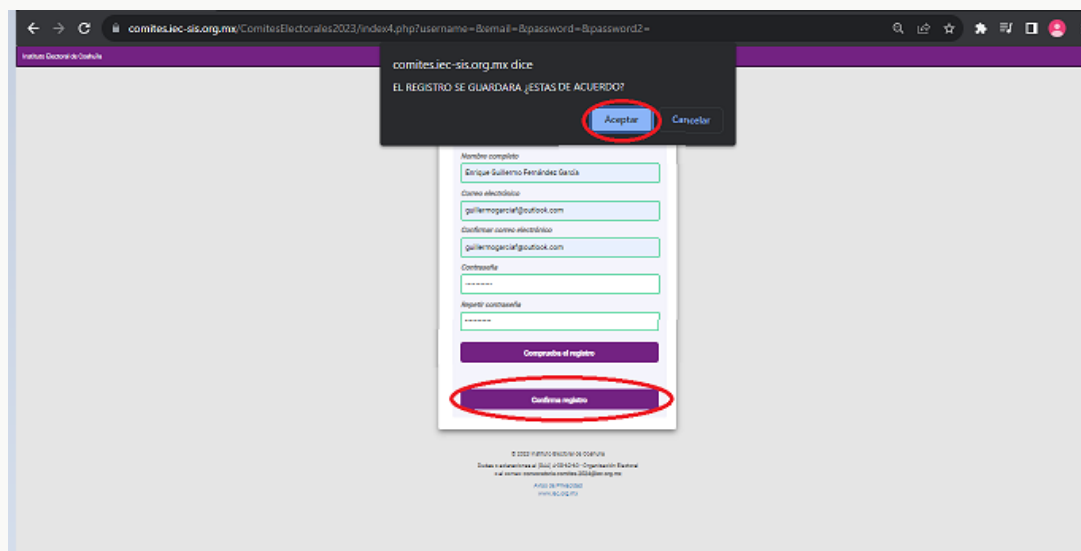 comites.iec-sis.org.mx/ComitesElectorales2023/index4.php?username=&email=&password=&password2=
Instituto Electoral de Coahuila
comites.iec-sis.org.mx dice
EL REGISTRO SE GUARDARA ¿ESTAS DE ACUERDO?
Aceptar
Cancelar
Nombre completo
Enrique Guillermo Fernández García
Correo electrónico
guillermogarciaf@outlook.com
Confirmar correo electrónico
guillermogarciaf@outlook.com
Contraseña
Repetir contraseña
Comprueba el registro
Confirma registro
Instituto Electoral de Coahuila
Organización Electoral
Aviso de Privacidad
www.iec.org.mx